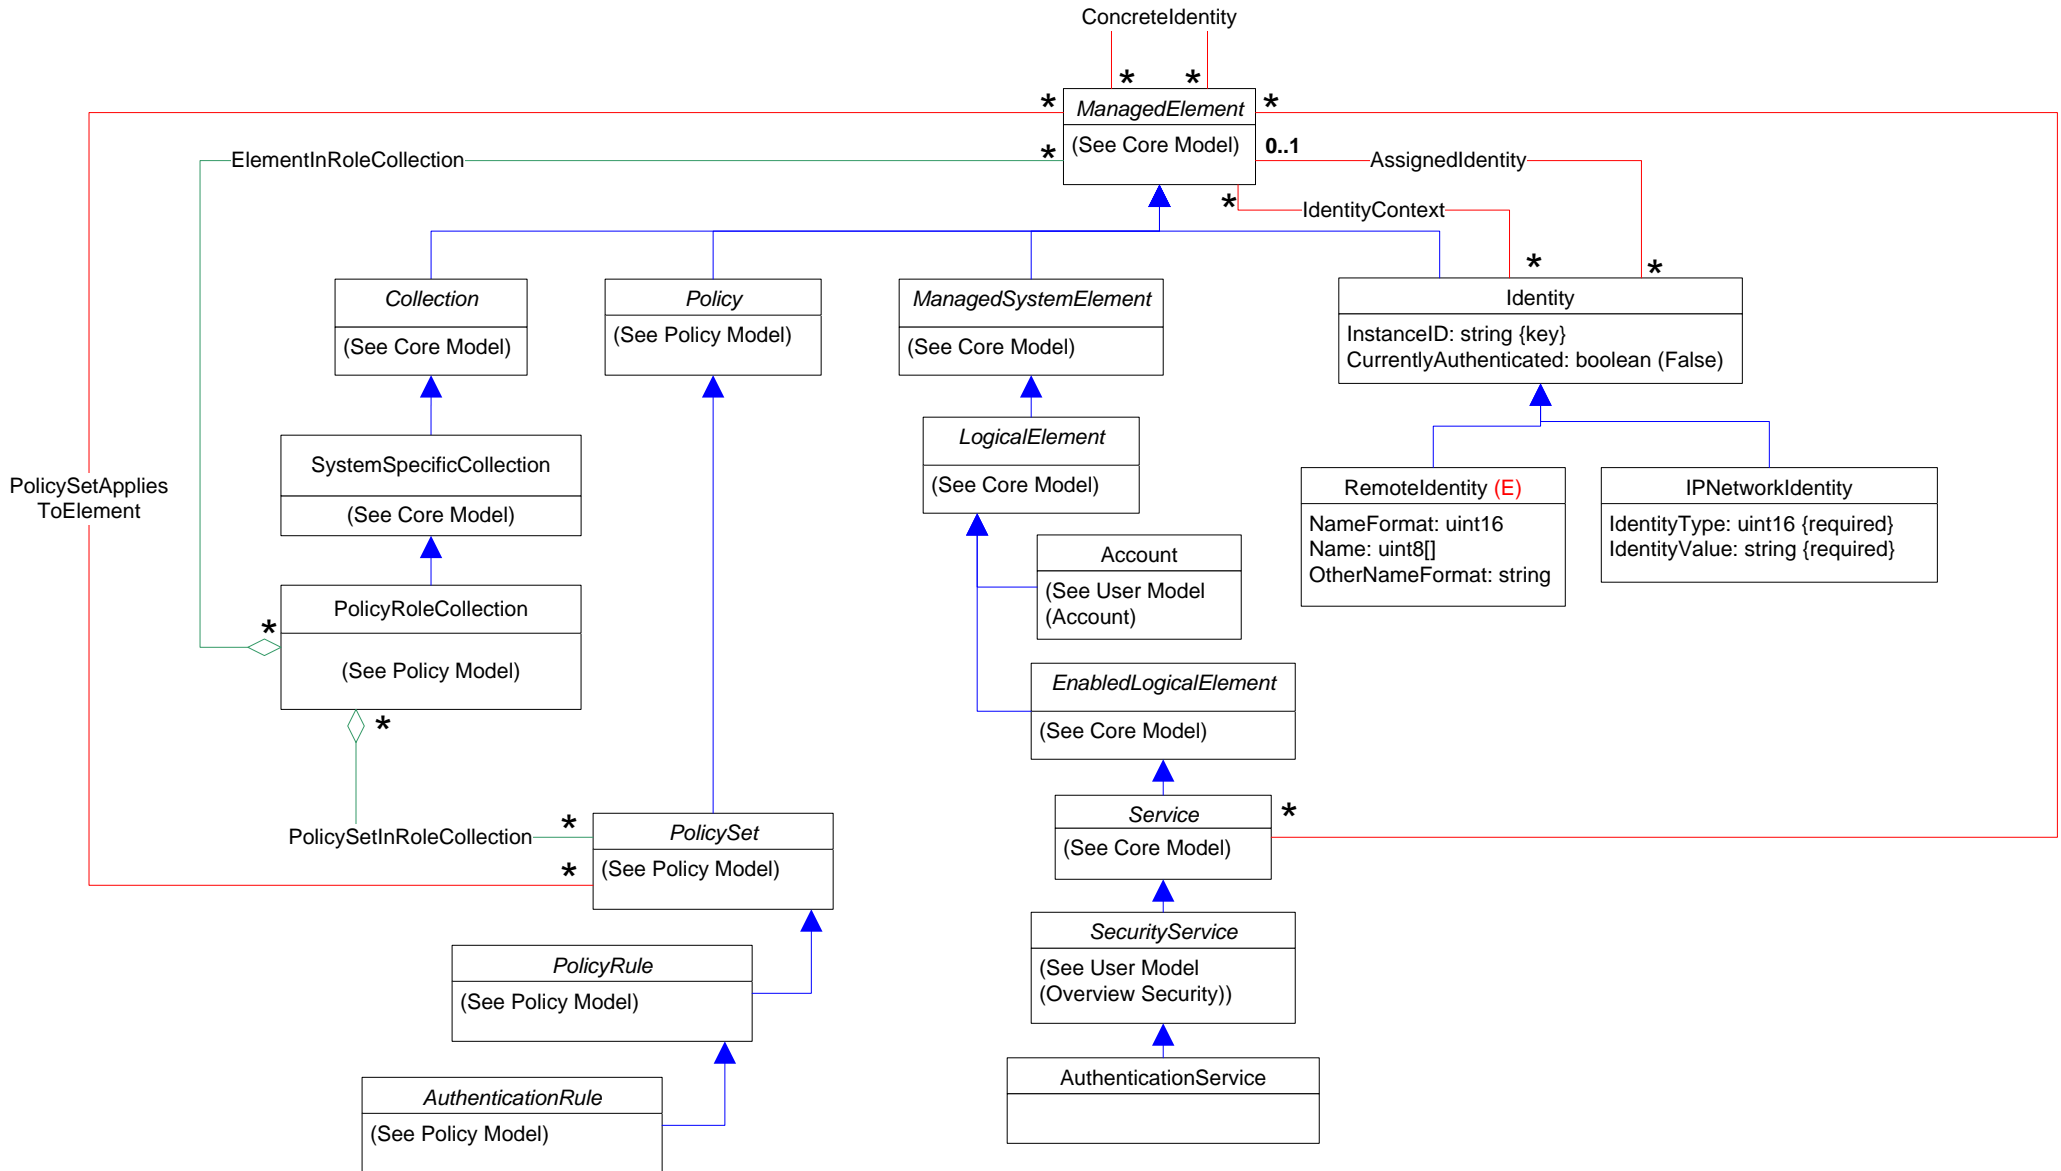 ConcreteIdentity
* *
* ManagedElement *
(See Core Model) 0..1
ElementInRoleCollection *
AssignedIdentity
* IdentityContext
* *
Collection
(See Core Model)
Policy
(See Policy Model)
ManagedSystemElement
(See Core Model)
Identity
InstanceID: string {key}
CurrentlyAuthenticated: boolean (False)
LogicalElement
(See Core Model)
SystemSpecificCollection
(See Core Model)
RemoteIdentity (E)
NameFormat: uint16
Name: uint8[]
OtherNameFormat: string
IPNetworkIdentity
IdentityType: uint16 {required}
IdentityValue: string {required}
PolicySetApplies
ToElement
Account
(See User Model
(Account)
PolicyRoleCollection
*
(See Policy Model)
*
EnabledLogicalElement
(See Core Model)
Service *
(See Core Model)
PolicySetInRoleCollection *
PolicySet
(See Policy Model)
*
SecurityService
(See User Model
(Overview Security))
PolicyRule
(See Policy Model)
AuthenticationService
AuthenticationRule
(See Policy Model)